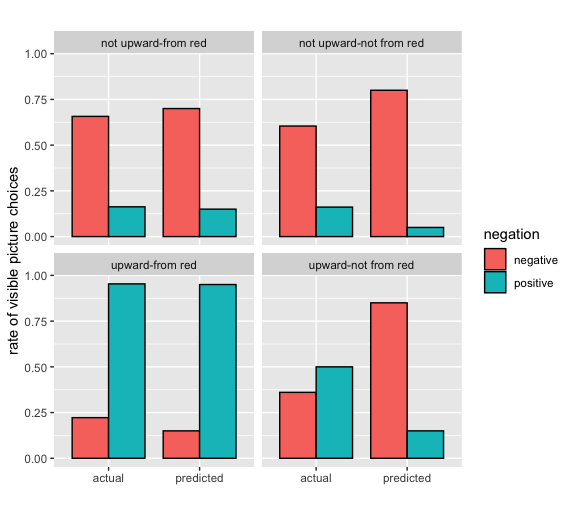 not upward-from red
not upward-not from red
1.00
0.75
0.50
0.25
0.00
upward-from red
upward-not from red
1.00
0.75
0.50
0.25
0.00
actual
predicted
actual
predicted
rate of visible picture choices
negation
negative
positive